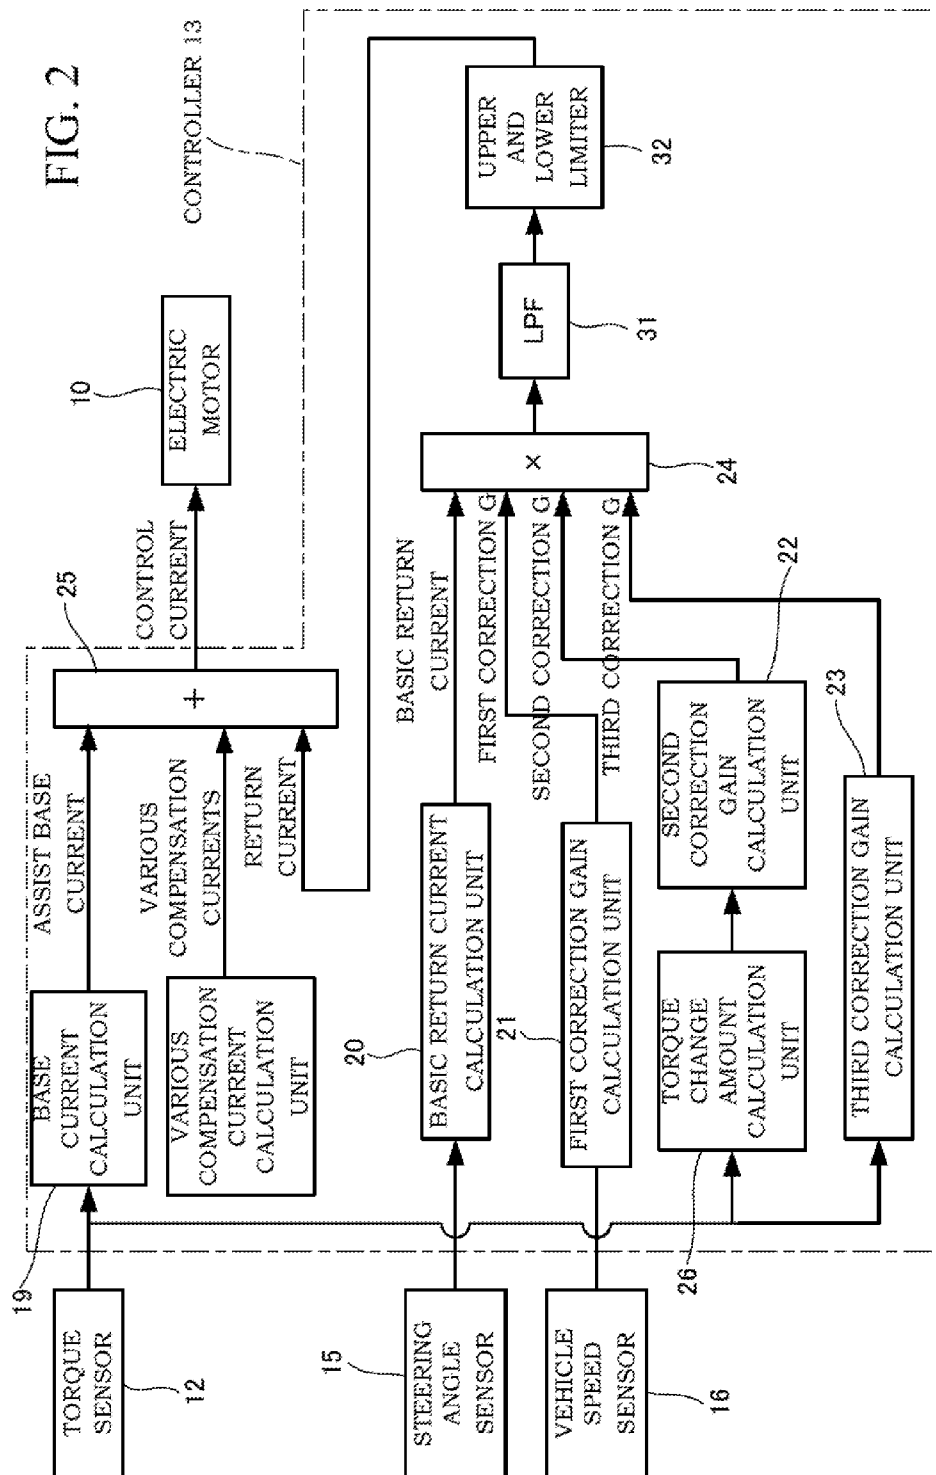 FIG. 2
CONTROLLER 13
TORQUE
SENSOR
12
19
BASE
CURRENT
CALCULATION
UNIT
ASSIST BASE
CURRENT
25
+
CONTROL
CURRENT
10
ELECTRIC
MOTOR
VARIOUS
COMPENSATION
CURRENT
CALCULATION
UNIT
VARIOUS
COMPENSATION
CURRENTS
RETURN
CURRENT
STEERING
ANGLE
SENSOR
15
20
BASIC RETURN CURRENT
CALCULATION UNIT
BASIC RETURN
CURRENT
VEHICLE
SPEED
SENSOR
16
21
FIRST CORRECTION GAIN
CALCULATION UNIT
FIRST CORRECTION G
SECOND CORRECTION G
THIRD CORRECTION G
×
24
LPF
31
UPPER
AND
LOWER
LIMITER
32
26
TORQUE
CHANGE
AMOUNT
CALCULATION
UNIT
SECOND
CORRECTION
GAIN
CALCULATION
UNIT
22
THIRD CORRECTION GAIN
CALCULATION UNIT
23